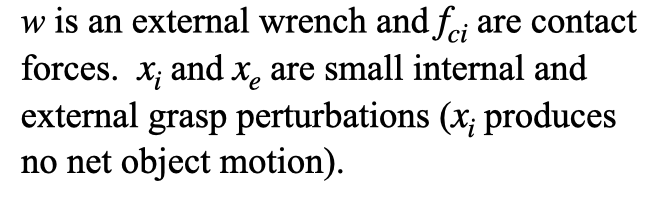 w is an external wrench and f_ci are contact
forces. x_i and x_e are small internal and
external grasp perturbations (x_i produces
no net object motion).